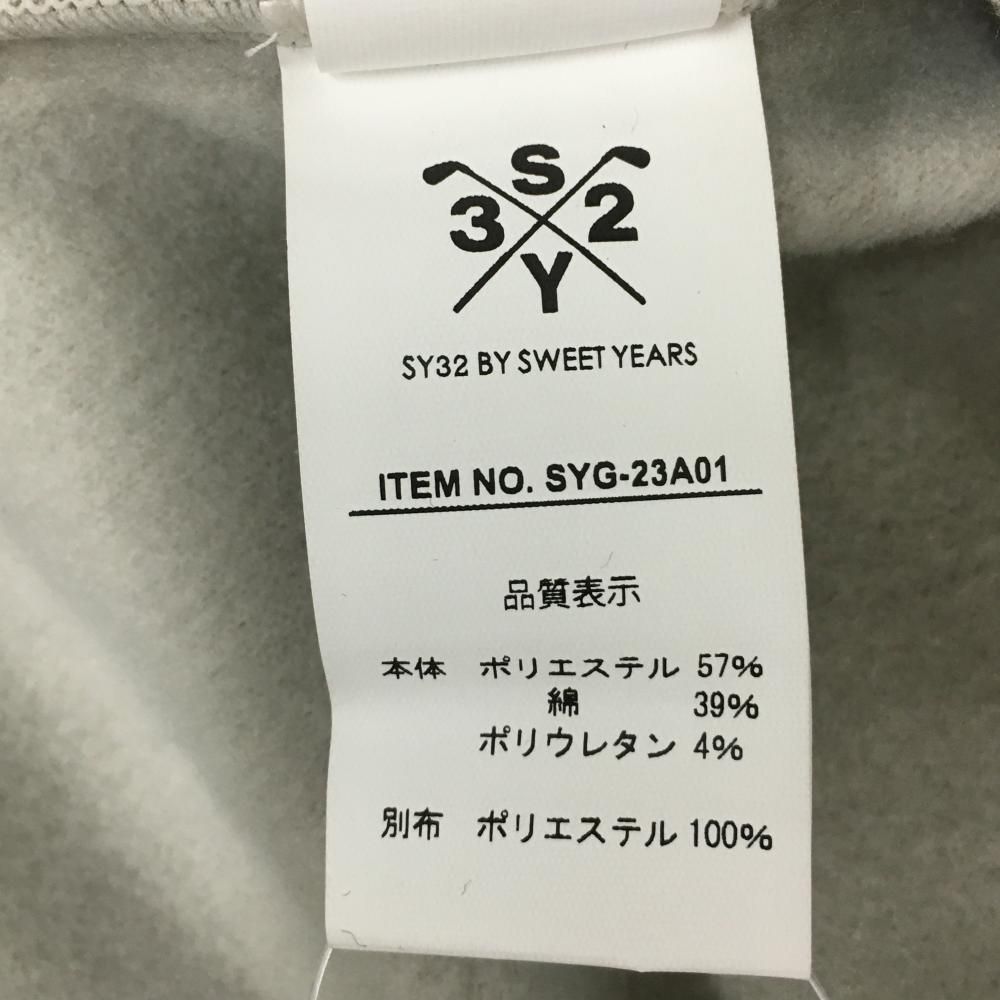 S
3 2
Y
SY32 BY SWEET YEARS
ITEM NO. SYG-23A01
品質表示
本体 ポリエステル 57%
綿 39%
ポリウレタン 4%
別布 ポリエステル 100%